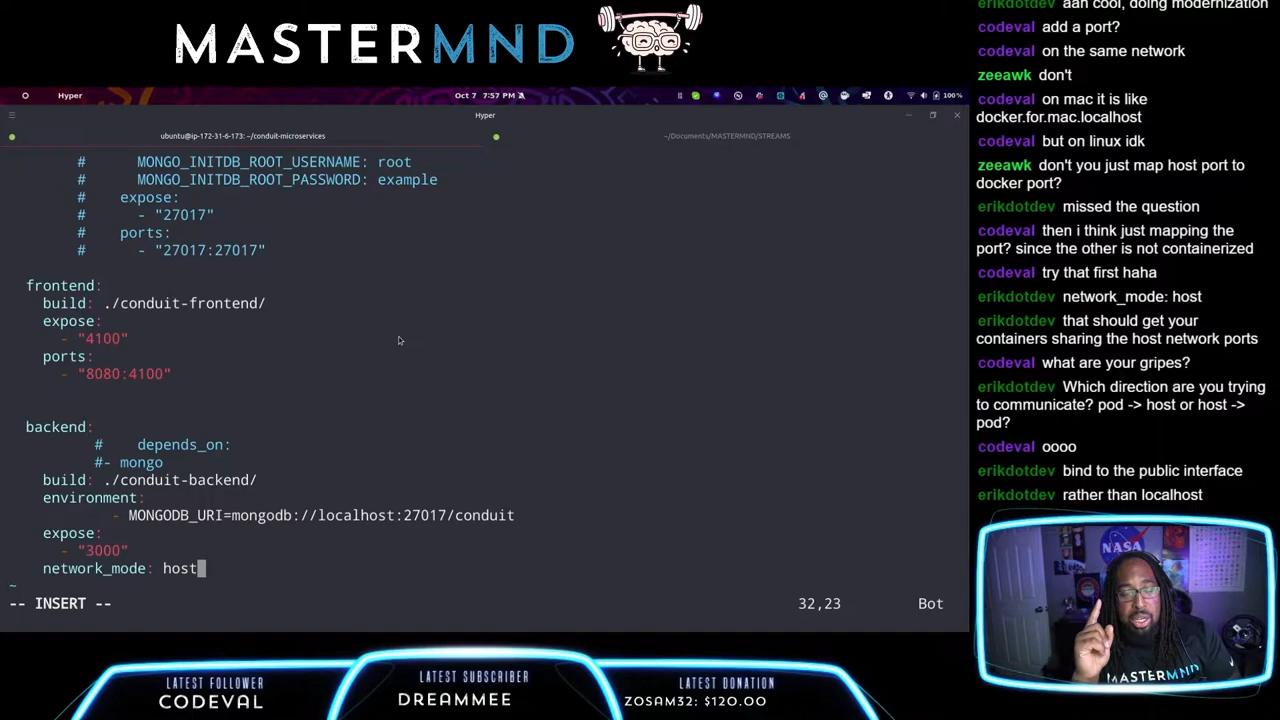 MASTERMND
Hyper
Oct 7 7:57 PM
100%
Hyper
ubuntu@ip-172-31-6-173: ~/conduit-microservices
~/Documents/MASTERMND/STREAMS
# MONGO_INITDB_ROOT_USERNAME: root
# MONGO_INITDB_ROOT_PASSWORD: example
# expose:
# - "27017"
# ports:
# - "27017:27017"
frontend:
build: ./conduit-frontend/
expose:
- "4100"
ports:
- "8080:4100"
backend:
# depends_on:
#- mongo
build: ./conduit-backend/
environment:
- MONGODB_URI=mongodb://localhost:27017/conduit
expose:
- "3000"
network_mode: host
~
-- INSERT --
32,23
Bot
erikdotdev aah cool, doing modernization
codeval add a port?
codeval on the same network
zeeawk don't
codeval on mac it is like
docker.for.mac.localhost
codeval but on linux idk
zeeawk don't you just map host port to
docker port?
erikdotdev missed the question
codeval then i think just mapping the
port? since the other is not containerized
codeval try that first haha
erikdotdev network_mode: host
erikdotdev that should get your
containers sharing the host network ports
codeval what are your gripes?
erikdotdev Which direction are you trying
to communicate? pod -> host or host ->
pod?
codeval oooo
erikdotdev bind to the public interface
erikdotdev rather than localhost
NASA
MASTERMND
LATEST FOLLOWER
CODEVAL
LATEST SUBSCRIBER
DREAMMEE
LATEST DONATION
ZOSAM32: $120.00